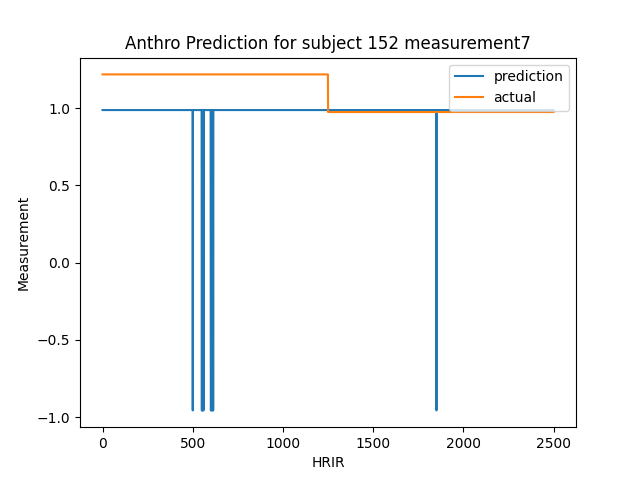 Anthro Prediction for subject 152 measurement7
prediction
actual
1.0
0.5
0.0
−0.5
−1.0
Measurement
0
500
1000
1500
2000
2500
HRIR